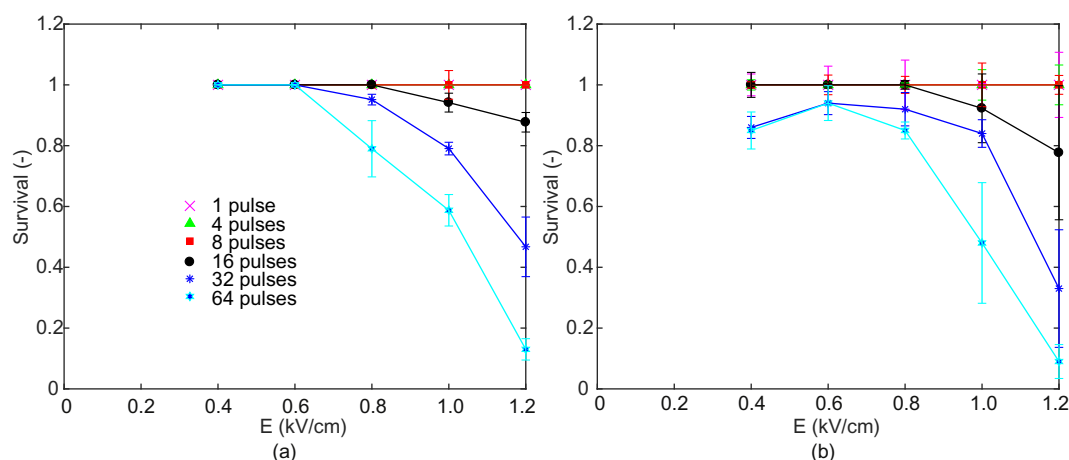 1.2
1
0.8
0.6
0.4
0.2
0
Survival (-)
1 pulse
4 pulses
8 pulses
16 pulses
32 pulses
64 pulses
0 0.2 0.4 0.6 0.8 1.0 1.2
E (kV/cm)
(a)
1.2
1
0.8
0.6
0.4
0.2
0
Survival (-)
0 0.2 0.4 0.6 0.8 1.0 1.2
E (kV/cm)
(b)